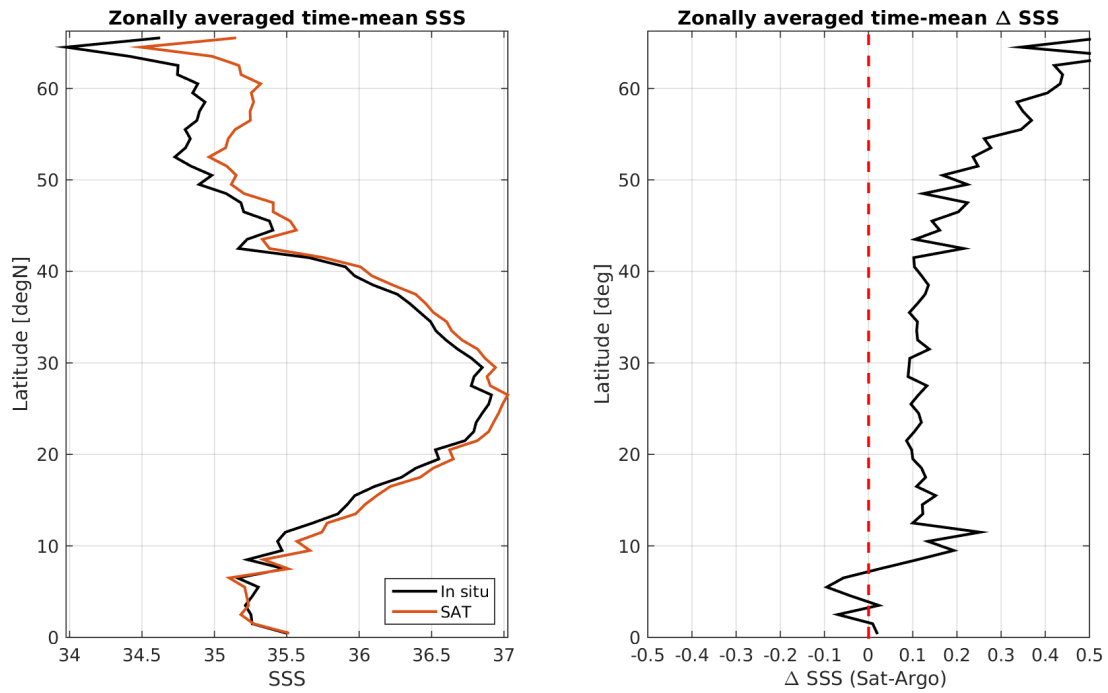 Zonally averaged time-mean SSS
Latitude [degN]
60
50
40
30
20
10
0
34 34.5 35 35.5 36 36.5 37
SSS
In situ
SAT
Zonally averaged time-mean Δ SSS
Latitude [deg]
60
50
40
30
20
10
0
-0.5 -0.4 -0.3 -0.2 -0.1 0 0.1 0.2 0.3 0.4 0.5
Δ SSS (Sat-Argo)